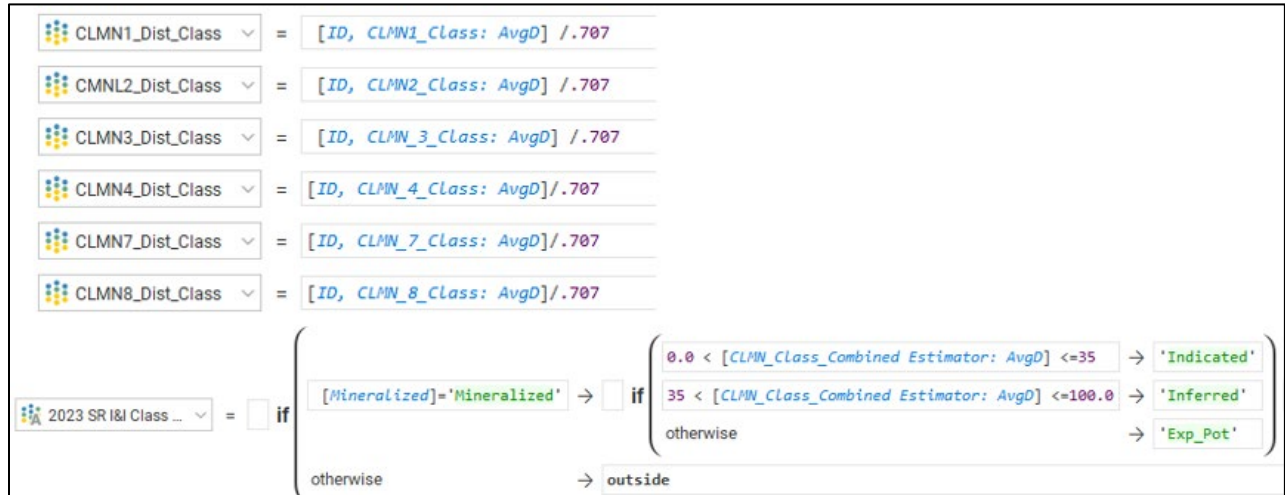 CLMN1_Dist_Class = [ID, CLMN1_Class: AvgD] /.707
CMNL2_Dist_Class = [ID, CLMN2_Class: AvgD] /.707
CLMN3_Dist_Class = [ID, CLMN_3_Class: AvgD] /.707
CLMN4_Dist_Class = [ID, CLMN_4_Class: AvgD]/.707
CLMN7_Dist_Class = [ID, CLMN_7_Class: AvgD]/.707
CLMN8_Dist_Class = [ID, CLMN_8_Class: AvgD]/.707
0.0 < [CLMN_Class_Combined Estimator: AvgD] <=35 → 'Indicated'
2023 SR I&I Class ... = if [Mineralized]='Mineralized' → if 35 < [CLMN_Class_Combined Estimator: AvgD] <=100.0 → 'Inferred'
otherwise → 'Exp_Pot'
otherwise → outside